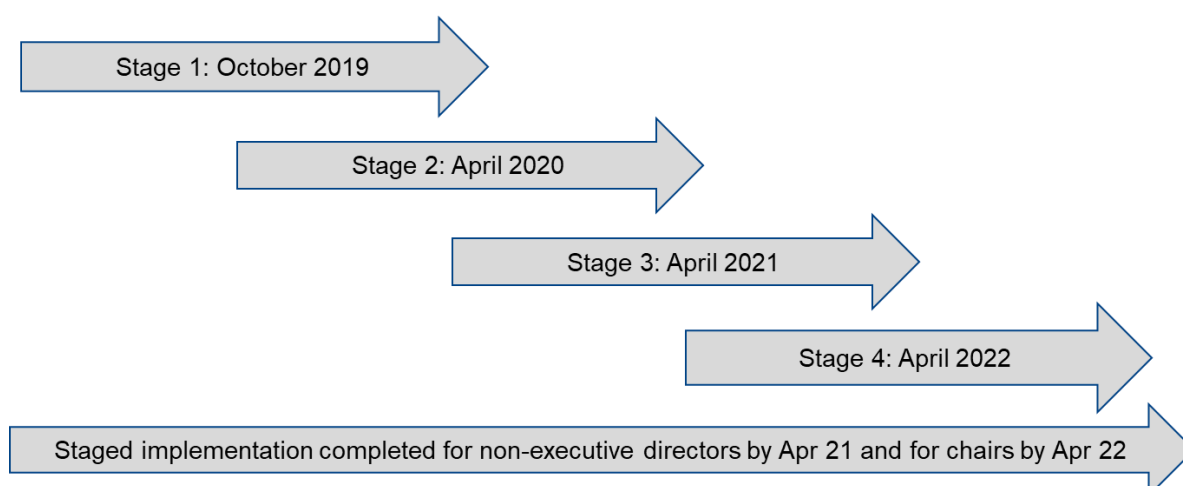 Stage 1: October 2019
Stage 2: April 2020
Stage 3: April 2021
Stage 4: April 2022
Staged implementation completed for non-executive directors by Apr 21 and for chairs by Apr 22